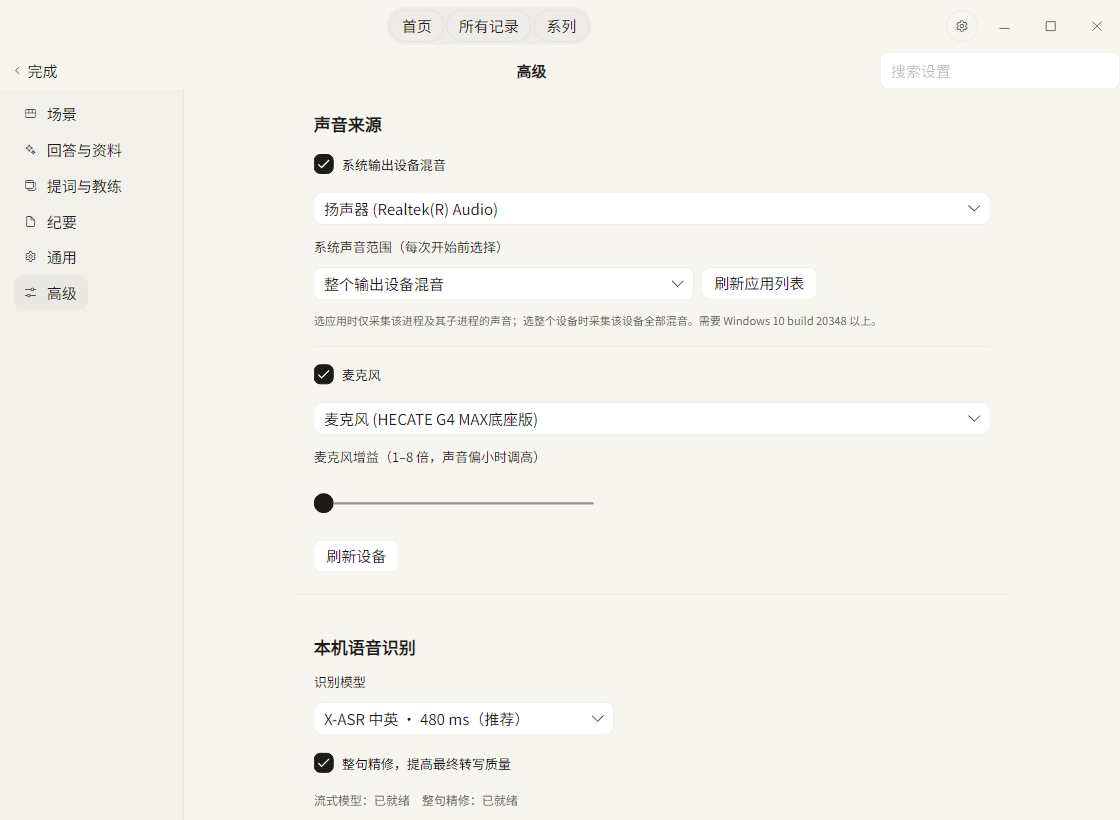 首页 所有记录 系列
完成 高级 搜索设置
场景
回答与资料
提词与教练
纪要
通用
高级
声音来源
系统输出设备混音
扬声器 (Realtek(R) Audio)
系统声音范围（每次开始前选择）
整个输出设备混音 刷新应用列表
选应用时仅采集该进程及其子进程的声音；选整个设备时采集该设备全部混音。需要 Windows 10 build 20348 以上。
麦克风
麦克风 (HECATE G4 MAX底座版)
麦克风增益（1–8 倍，声音偏小时调高）
刷新设备
本机语音识别
识别模型
X-ASR 中英 · 480 ms（推荐）
整句精修，提高最终转写质量
流式模型：已就绪 整句精修：已就绪